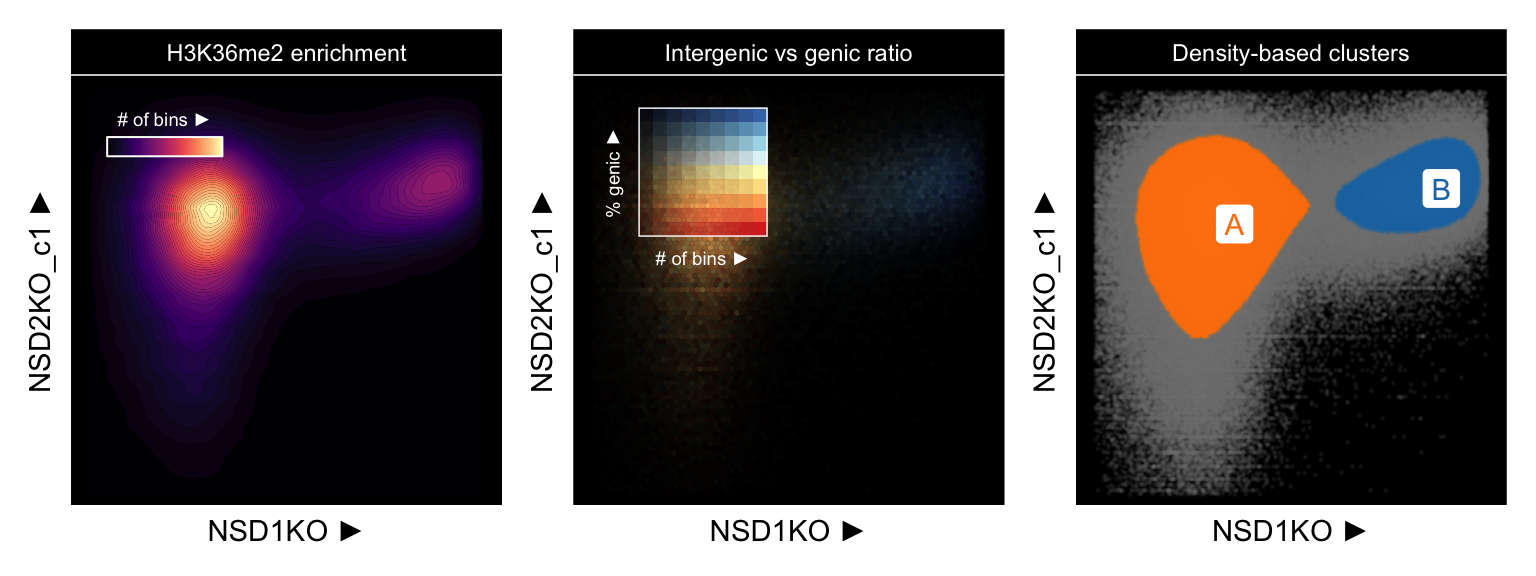 H3K36me2 enrichment
# of bins ►
NSD2KO_c1 ►
NSD1KO ►
Intergenic vs genic ratio
% genic ►
# of bins ►
NSD2KO_c1 ►
NSD1KO ►
Density-based clusters
A
B
NSD2KO_c1 ►
NSD1KO ►